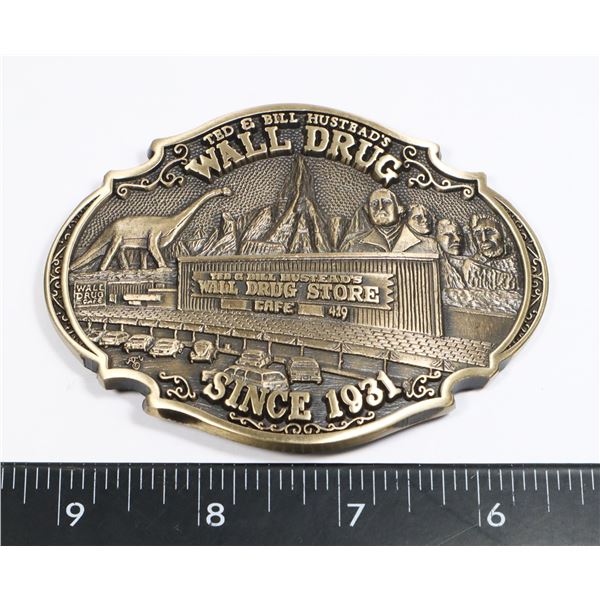 TED & BILL HUSTEAD'S
WALL DRUG
TED & BILL HUSTEAD'S
WALL DRUG STORE
CAFE 419
WALL
DRUG
SINCE 1931
9 8 7 6